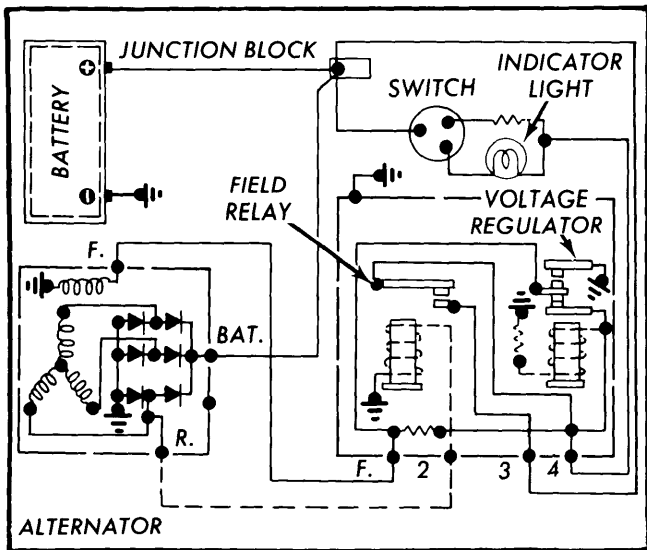 JUNCTION BLOCK
INDICATOR
LIGHT
SWITCH
BATTERY
FIELD
RELAY
VOLTAGE
REGULATOR
F.
BAT.
R.
F. 2 3 4
ALTERNATOR